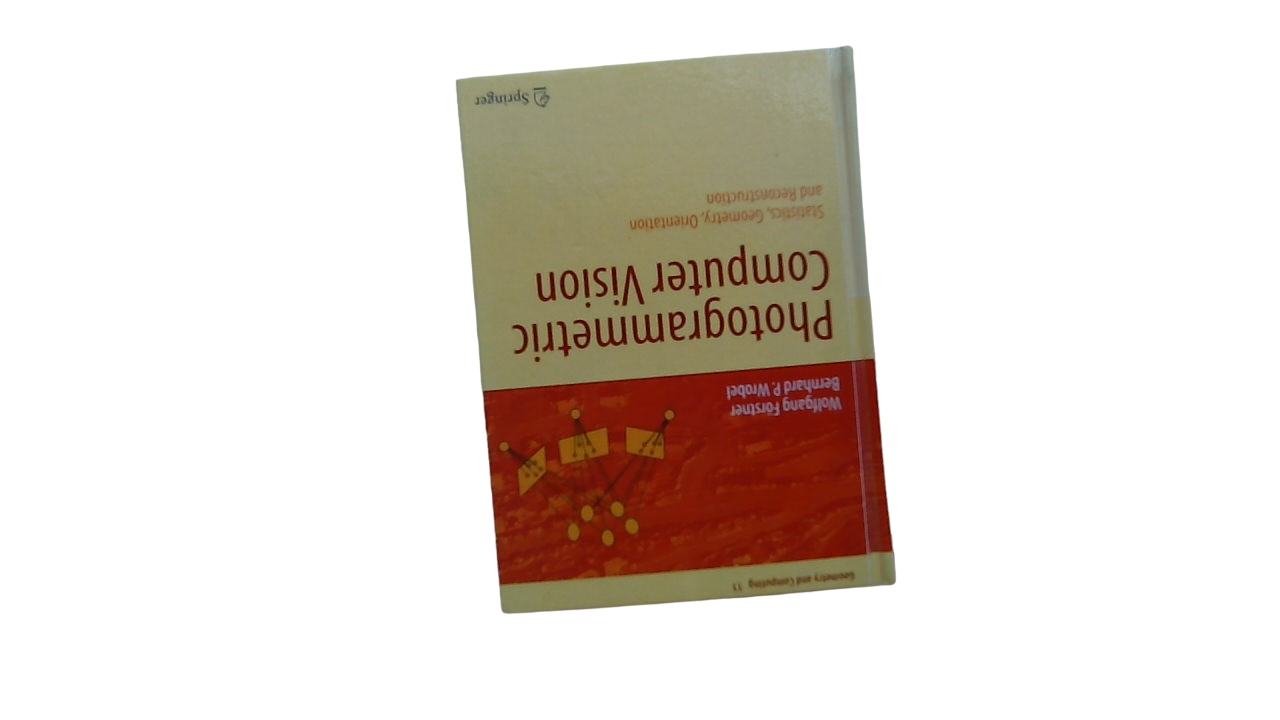 Geometry and Computing 11
Wolfgang Förstner
Bernhard P. Wrobel
Photogrammetric
Computer Vision
Statistics, Geometry, Orientation
and Reconstruction
Springer